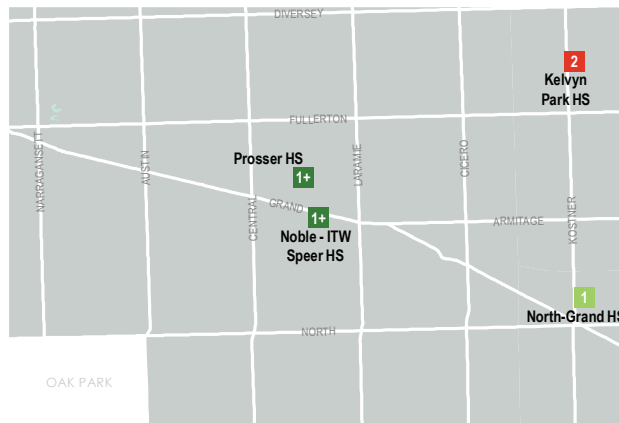 DIVERSEY
2
Kelvyn
Park HS
FULLERTON
NARRAGANSETT
AUSTIN
CENTRAL
LARAMIE
CICERO
KOSTNER
Prosser HS
1+
GRAND
1+
ARMITAGE
Noble - ITW
Speer HS
1
North-Grand HS
NORTH
OAK PARK